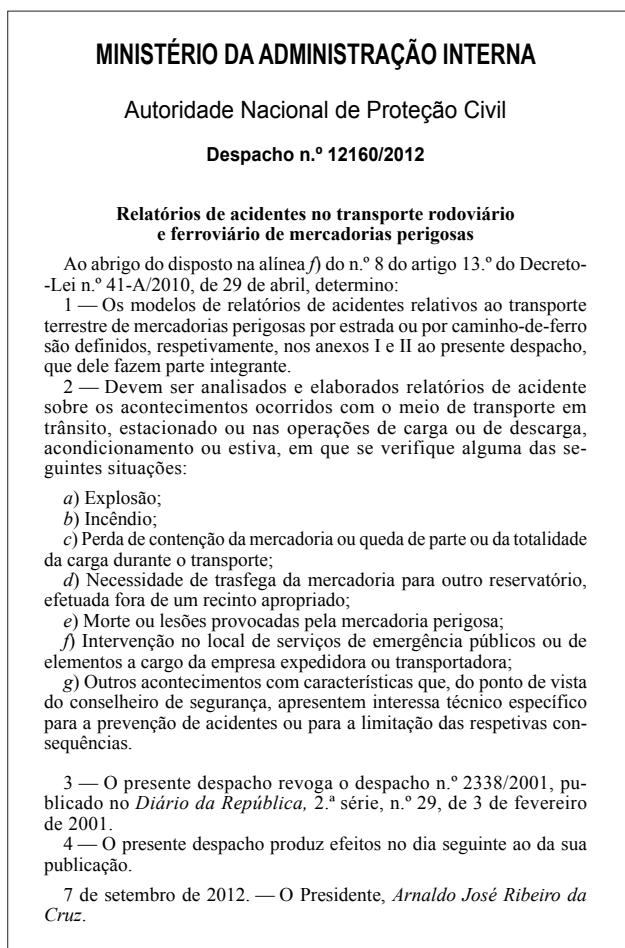 MINISTÉRIO DA ADMINISTRAÇÃO INTERNA
Autoridade Nacional de Proteção Civil
Despacho n.º 12160/2012
Relatórios de acidentes no transporte rodoviário
e ferroviário de mercadorias perigosas
Ao abrigo do disposto na alínea f) do n.º 8 do artigo 13.º do Decreto-
-Lei n.º 41-A/2010, de 29 de abril, determino:
1 — Os modelos de relatórios de acidentes relativos ao transporte
terrestre de mercadorias perigosas por estrada ou por caminho-de-ferro
são definidos, respetivamente, nos anexos I e II ao presente despacho,
que dele fazem parte integrante.
2 — Devem ser analisados e elaborados relatórios de acidente
sobre os acontecimentos ocorridos com o meio de transporte em
trânsito, estacionado ou nas operações de carga ou de descarga,
acondicionamento ou estiva, em que se verifique alguma das se-
guintes situações:
a) Explosão;
b) Incêndio;
c) Perda de contenção da mercadoria ou queda de parte ou da totalidade
da carga durante o transporte;
d) Necessidade de trasfega da mercadoria para outro reservatório,
efetuada fora de um recinto apropriado;
e) Morte ou lesões provocadas pela mercadoria perigosa;
f) Intervenção no local de serviços de emergência públicos ou de
elementos a cargo da empresa expedidora ou transportadora;
g) Outros acontecimentos com características que, do ponto de vista
do conselheiro de segurança, apresentem interessa técnico específico
para a prevenção de acidentes ou para a limitação das respetivas con-
sequências.
3 — O presente despacho revoga o despacho n.º 2338/2001, pu-
blicado no Diário da República, 2.ª série, n.º 29, de 3 de fevereiro
de 2001.
4 — O presente despacho produz efeitos no dia seguinte ao da sua
publicação.
7 de setembro de 2012. — O Presidente, Arnaldo José Ribeiro da
Cruz.